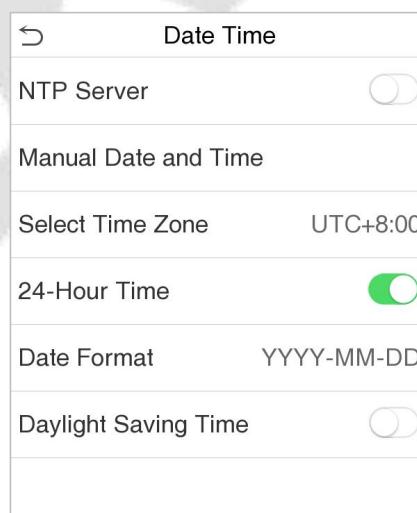 Date Time
NTP Server
Manual Date and Time
Select Time Zone UTC+8:00
24-Hour Time
Date Format YYYY-MM-DD
Daylight Saving Time